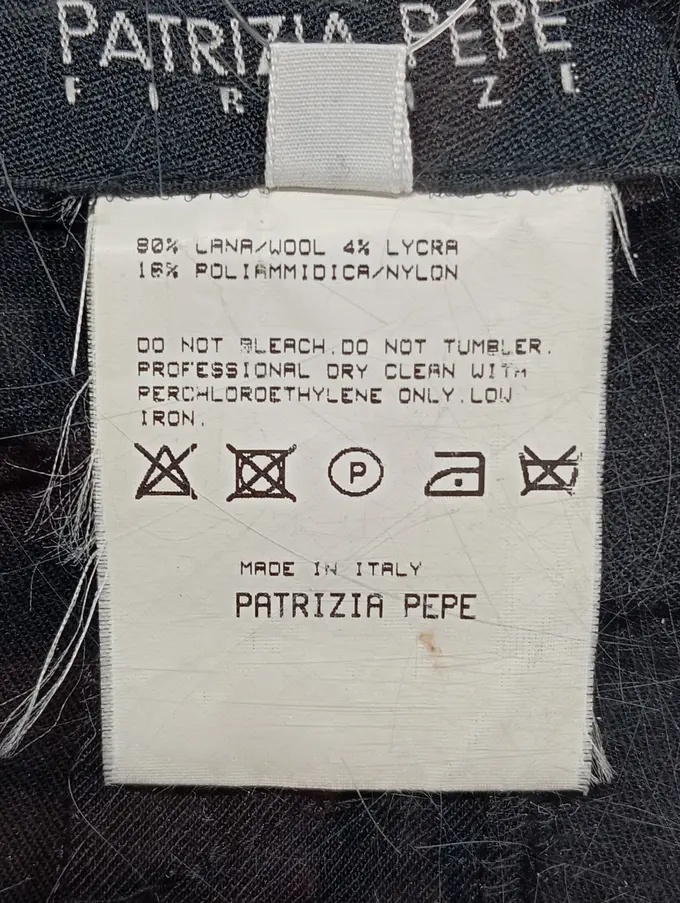 PATRIZIA PEPE
80% LANA/WOOL 4% LYCRA
16% POLIAMMIDICA/NYLON
DO NOT BLEACH.DO NOT TUMBLER.
PROFESSIONAL DRY CLEAN WITH
PERCHLOROETHYLENE ONLY.LOW
IRON.
P
MADE IN ITALY
PATRIZIA PEPE